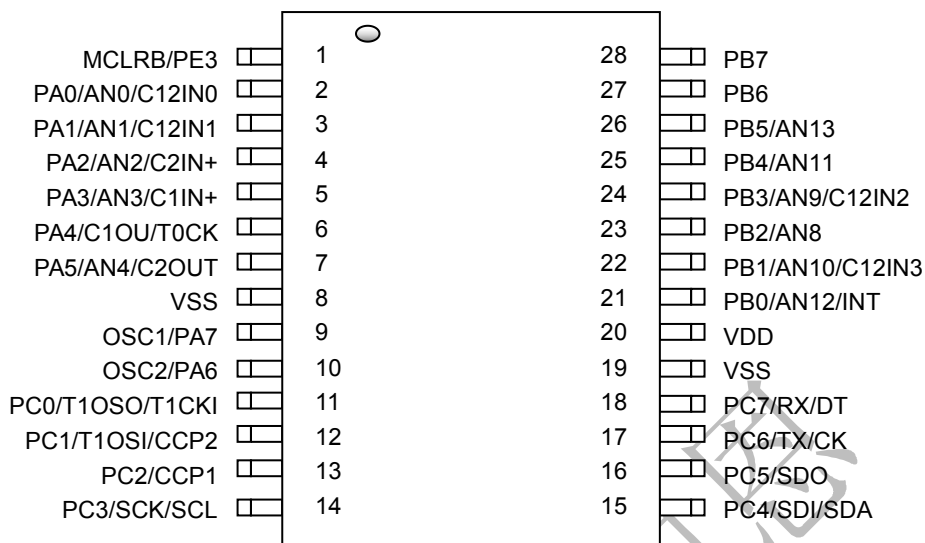 MCLRB/PE3 1 28 PB7
PA0/AN0/C12IN0 2 27 PB6
PA1/AN1/C12IN1 3 26 PB5/AN13
PA2/AN2/C2IN+ 4 25 PB4/AN11
PA3/AN3/C1IN+ 5 24 PB3/AN9/C12IN2
PA4/C1OU/T0CK 6 23 PB2/AN8
PA5/AN4/C2OUT 7 22 PB1/AN10/C12IN3
VSS 8 21 PB0/AN12/INT
OSC1/PA7 9 20 VDD
OSC2/PA6 10 19 VSS
PC0/T1OSO/T1CKI 11 18 PC7/RX/DT
PC1/T1OSI/CCP2 12 17 PC6/TX/CK
PC2/CCP1 13 16 PC5/SDO
PC3/SCK/SCL 14 15 PC4/SDI/SDA